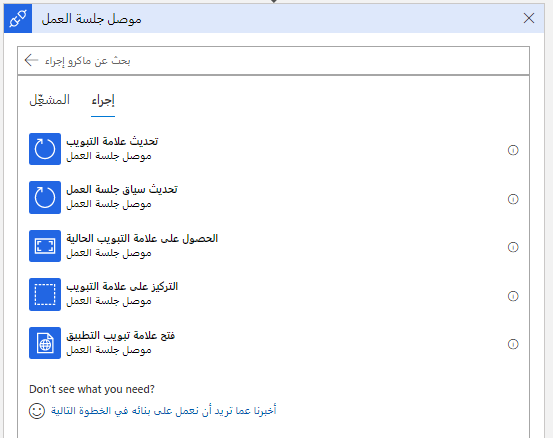 موصل جلسة العمل
بحث عن ماكرو إجراء
إجراء
المشغّل
تحديث علامة التبويب
موصل جلسة العمل
تحديث سياق جلسة العمل
موصل جلسة العمل
الحصول على علامة التبويب الحالية
موصل جلسة العمل
التركيز على علامة التبويب
موصل جلسة العمل
فتح علامة تبويب التطبيق
موصل جلسة العمل
Don't see what you need?
أخبرنا عما تريد أن نعمل على بنائه في الخطوة التالية